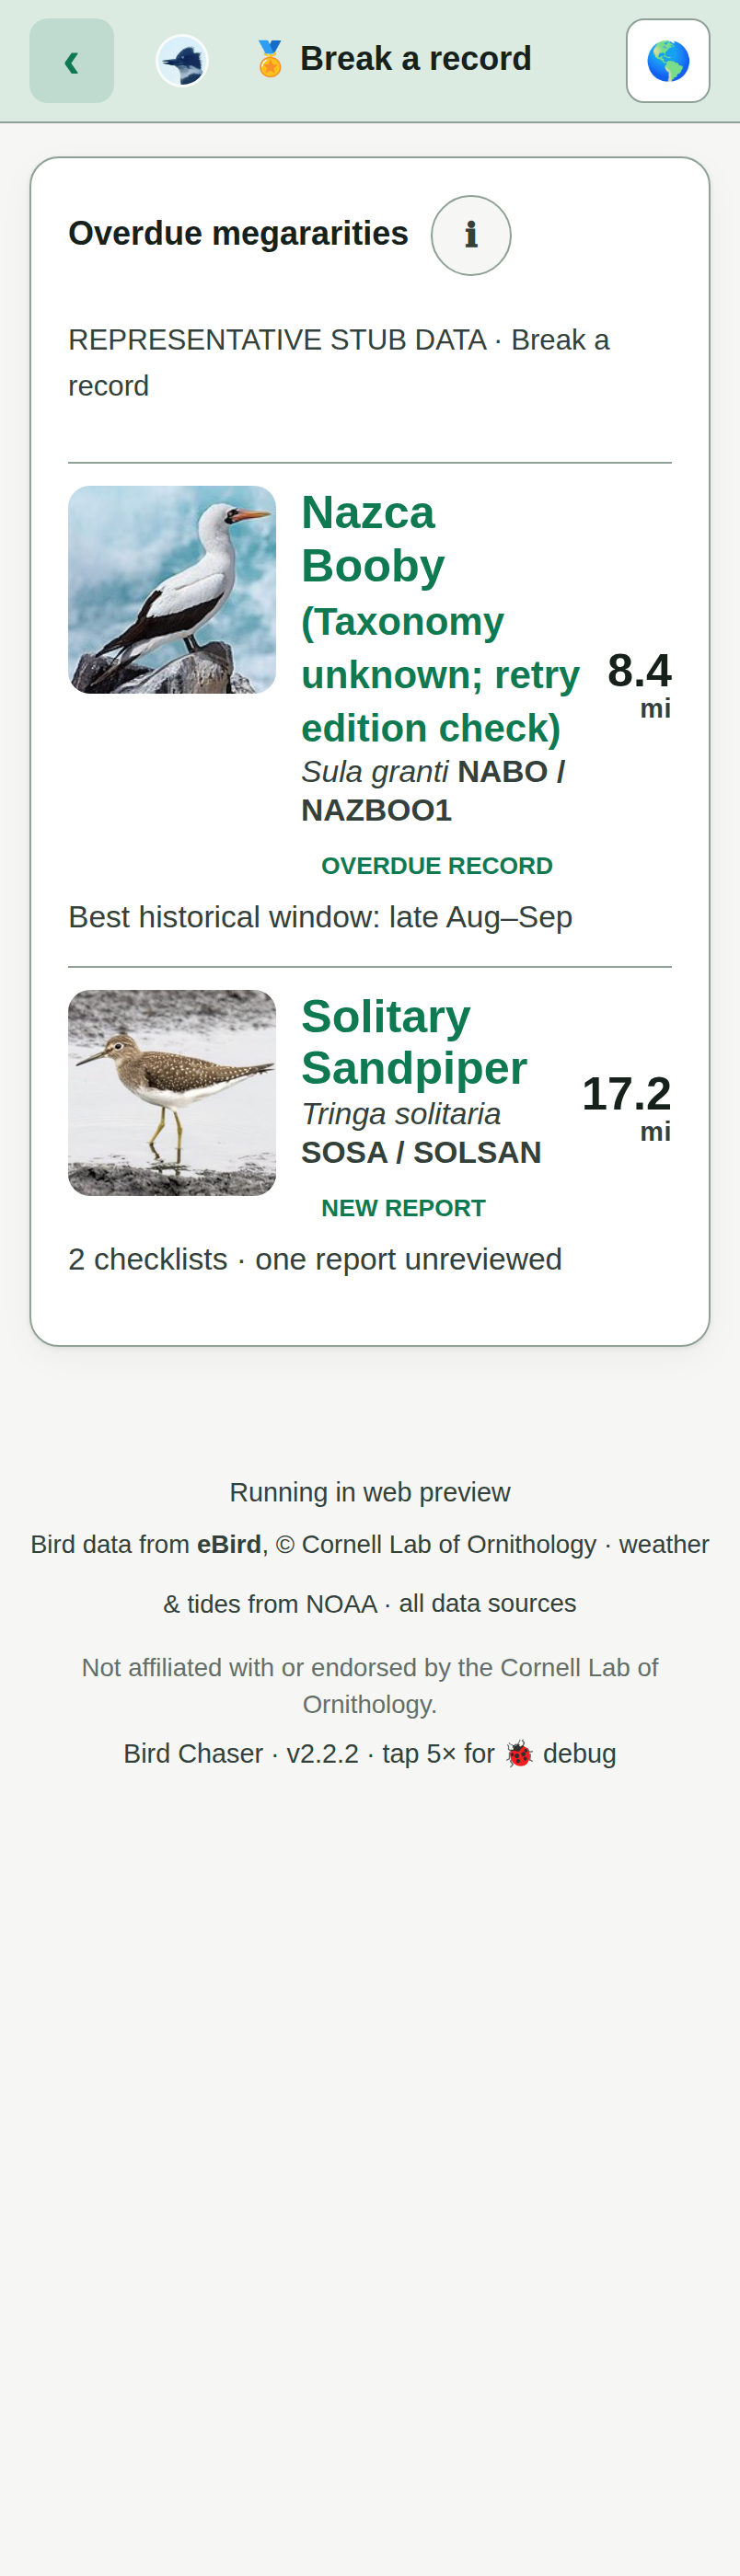 ‹ 🏅 Break a record 🌎
Overdue megararities ℹ
REPRESENTATIVE STUB DATA · Break a
record
Nazca
Booby
(Taxonomy
unknown; retry
edition check)
8.4
mi
Sula granti NABO /
NAZBOO1
OVERDUE RECORD
Best historical window: late Aug–Sep
Solitary
Sandpiper
17.2
mi
Tringa solitaria
SOSA / SOLSAN
NEW REPORT
2 checklists · one report unreviewed
Running in web preview
Bird data from eBird, © Cornell Lab of Ornithology · weather
& tides from NOAA · all data sources
Not affiliated with or endorsed by the Cornell Lab of
Ornithology.
Bird Chaser · v2.2.2 · tap 5× for 🐞 debug